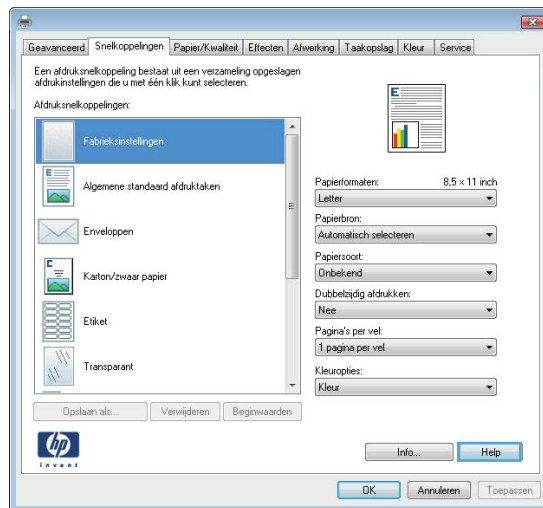 Geavanceerd Snelkoppelingen Papier/Kwaliteit Effecten Afwerking Taakopslag Kleur Service
Een afdruksnelkoppeling bestaat uit een verzameling opgeslagen
afdrukinstellingen die u met één klik kunt selecteren.
Afdruksnelkoppelingen:
Fabrieksinstellingen
Algemene standaard afdruktaken
Enveloppen
Karton/zwaar papier
Etiket
Transparant
Opslaan als... Verwijderen Beginwaarden
E
Papierformaten: 8,5 × 11 inch
Letter
Papierbron:
Automatisch selecteren
Papiersoort:
Onbekend
Dubbelzijdig afdrukken:
Nee
Pagina's per vel:
1 pagina per vel
Kleuropties:
Kleur
hp
invent
Info... Help
OK Annuleren Toepassen